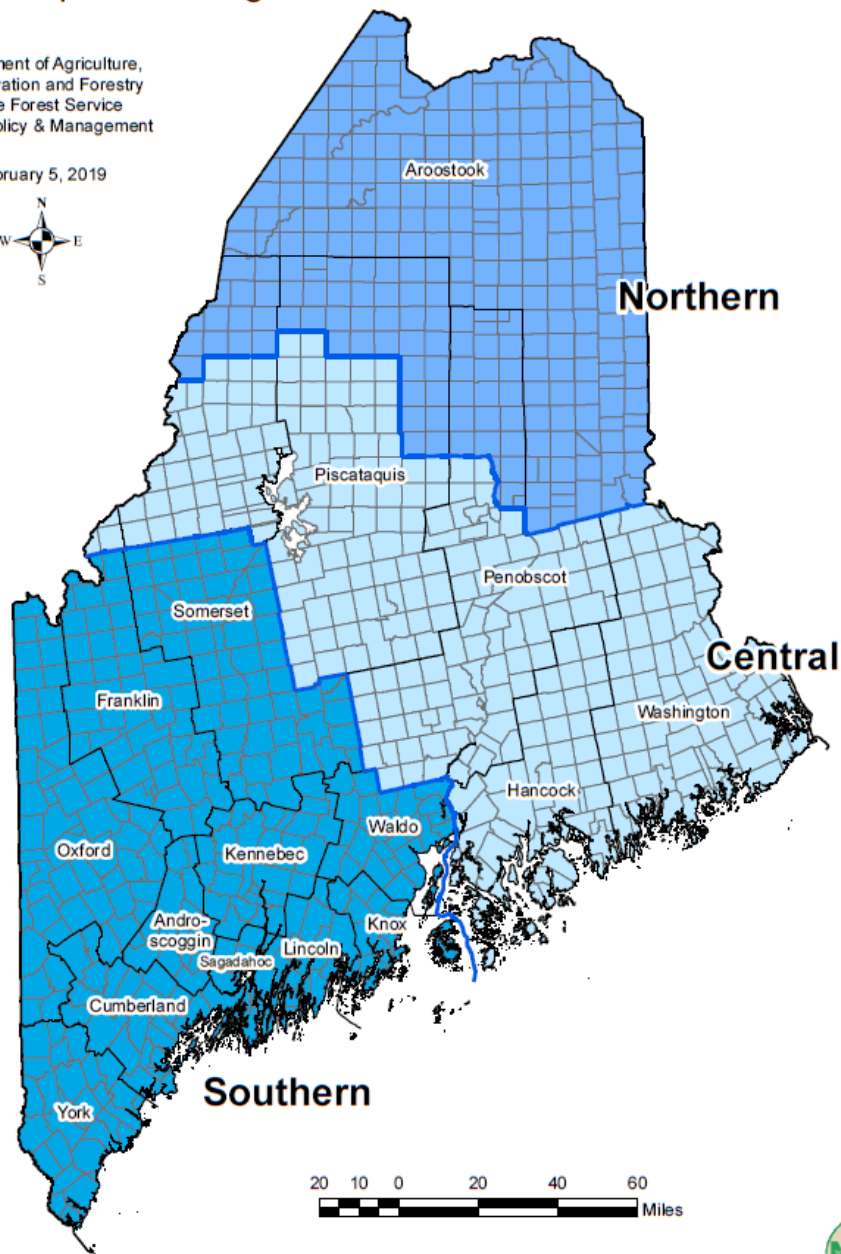 ment of Agriculture,
vation and Forestry
e Forest Service
olicy & Management
ruary 5, 2019
N
W E
S
Aroostook
Northern
Piscataquis
Penobscot
Somerset
Central
Franklin
Washington
Hancock
Waldo
Oxford
Kennebec
Andro-
scoggin
Knox
Lincoln
Sagadahoc
Cumberland
Southern
York
20 10 0 20 40 60
Miles